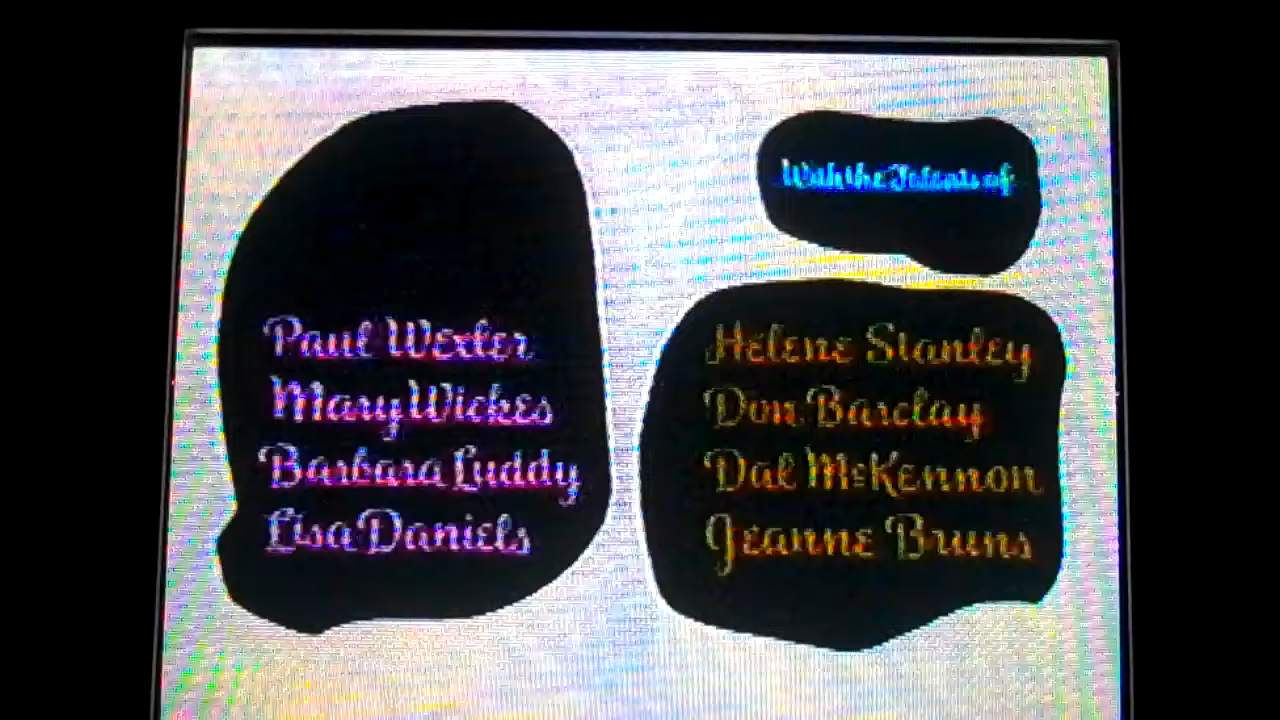 With the Talents of
Paul Wexler
Mary Wickes
Barbara Luddy
Lisa Daniels
Helene Stanley
Don Barclay
Dal McKennon
Jeanne Bruns